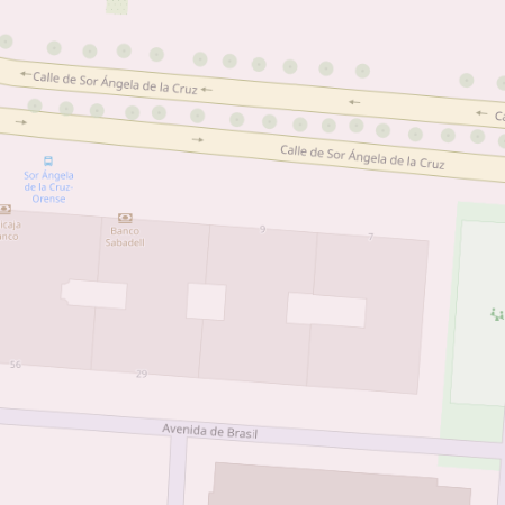 Calle de Sor Ángela de la Cruz
Calle de Sor Ángela de la Cruz
Sor Ángela
de la Cruz-
Orense
Banco
Sabadell
9
7
56
29
Avenida de Brasil